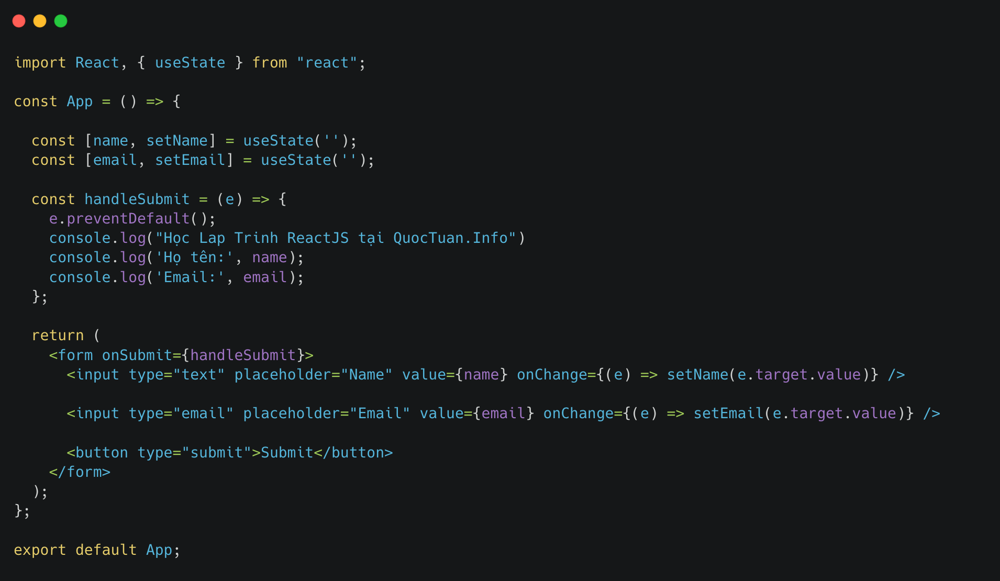 import React, { useState } from "react";
const App = () => {
const [name, setName] = useState('');
const [email, setEmail] = useState('');
const handleSubmit = (e) => {
e.preventDefault();
console.log("Học Lap Trinh ReactJS tại QuocTuan.Info")
console.log('Họ tên:', name);
console.log('Email:', email);
};
return (
<form onSubmit={handleSubmit}>
<input type="text" placeholder="Name" value={name} onChange={(e) => setName(e.target.value)} />
<input type="email" placeholder="Email" value={email} onChange={(e) => setEmail(e.target.value)} />
<button type="submit">Submit</button>
</form>
);
};
export default App;